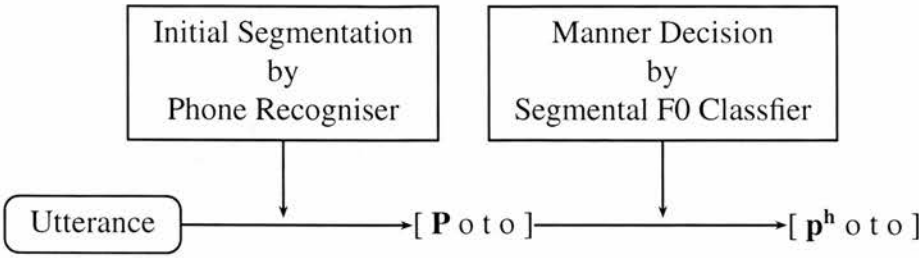 Initial Segmentation
by
Phone Recogniser
Manner Decision
by
Segmental F0 Classfier
Utterance
[ P o t o ]
[ pʰ o t o ]